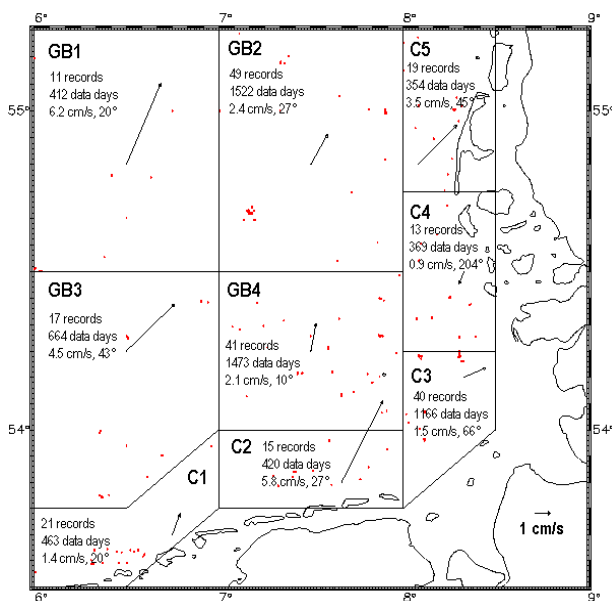 6°
7°
8°
9
GB1
11 records
412 data days
6.2 cm/s, 20°
GB2
49 records
1522 data days
2.4 cm/s, 27°
C5
19 records
354 data days
3.5 cm/s, 45°
55°
55°
C4
13 records
369 data days
0.9 cm/s, 204°
GB3
17 records
664 data days
4.5 cm/s, 43°
GB4
41 records
1473 data days
2.1 cm/s, 10°
C3
40 records
1166 data days
1.5 cm/s, 66°
54°
54°
C2
15 records
420 data days
5.8 cm/s, 27°
C1
21 records
463 data days
1.4 cm/s, 20°
1 cm/s
6
7°
8°
9